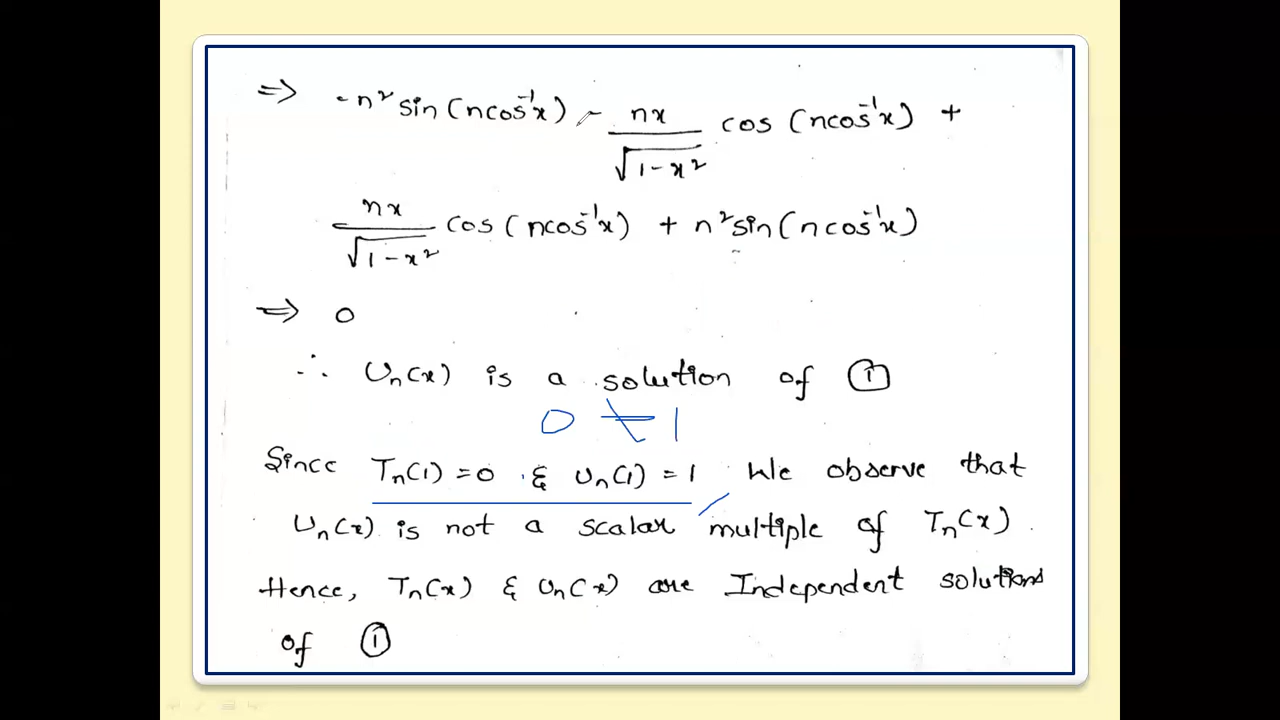 ⇒ -n² sin(ncos⁻¹x) - nx/√(1-x²) cos(ncos⁻¹x) +
nx/√(1-x²) cos(ncos⁻¹x) + n² sin(ncos⁻¹x)
⇒ 0
∴ Un(x) is a solution of ①
0 ≠ 1
Since Tn(1) = 0 & Un(1) = 1 We observe that
Un(x) is not a scalar multiple of Tn(x).
Hence, Tn(x) & Un(x) are Independent solutions
of ①